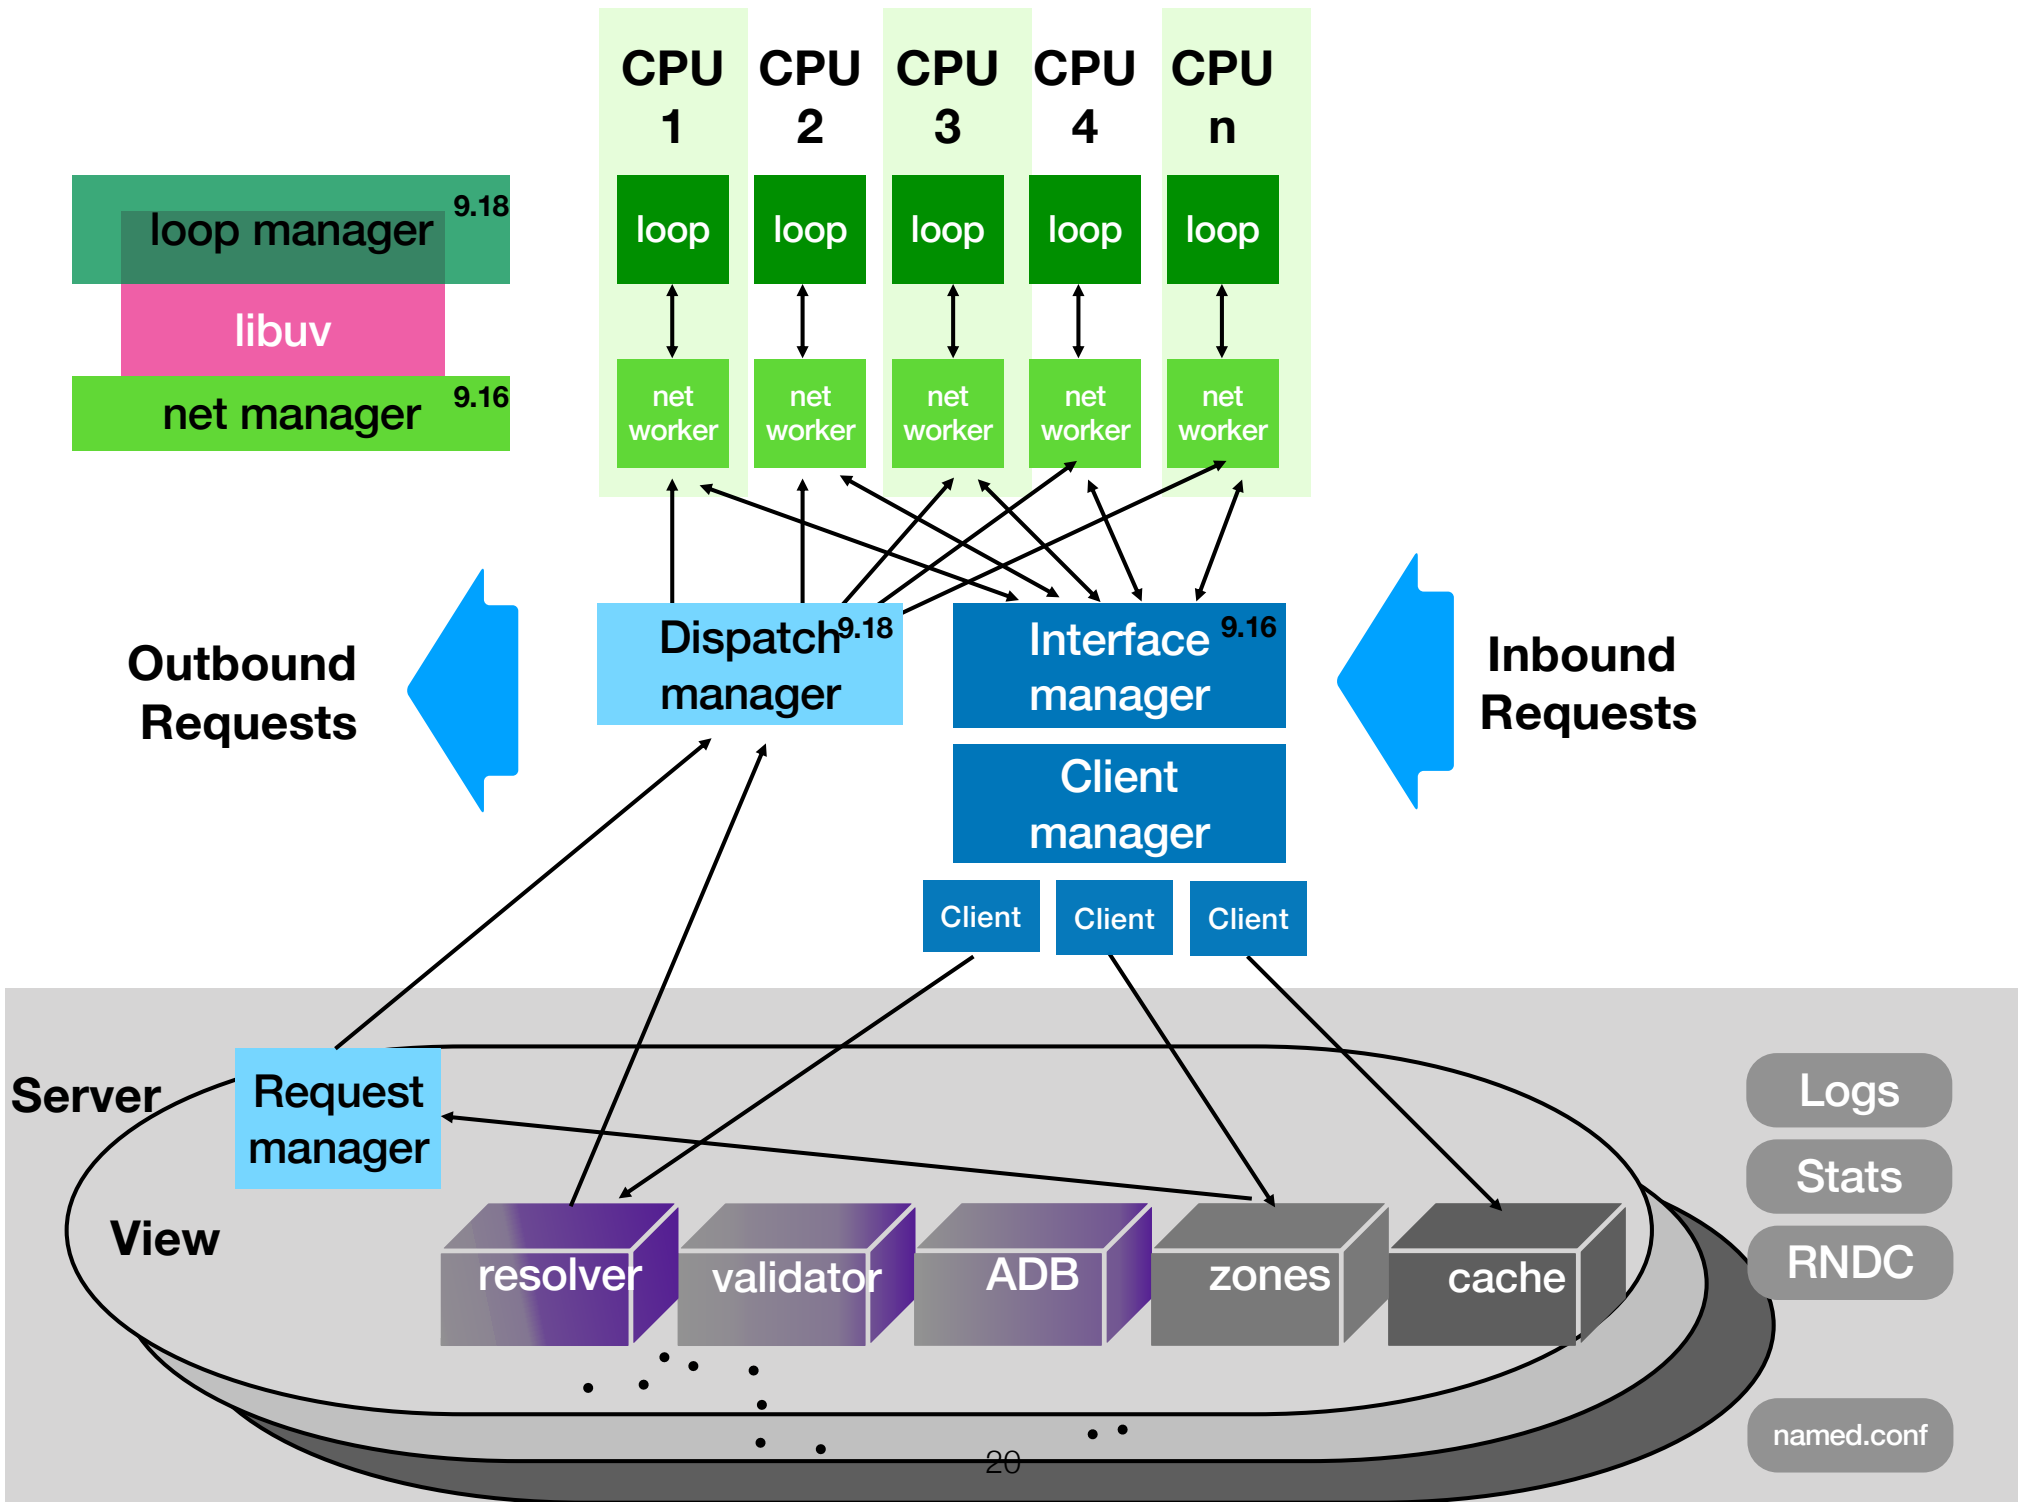 CPU 1
CPU 2
CPU 3
CPU 4
CPU n
loop manager 9.18
loop
loop
loop
loop
loop
libuv
net manager 9.16
net
worker
net
worker
net
worker
net
worker
net
worker
Outbound
Requests
Dispatch 9.18
manager
Interface 9.16
manager
Inbound
Requests
Client
manager
Client
Client
Client
Server
Request
manager
View
resolver
validator
ADB
zones
cache
Logs
Stats
RNDC
named.conf
20